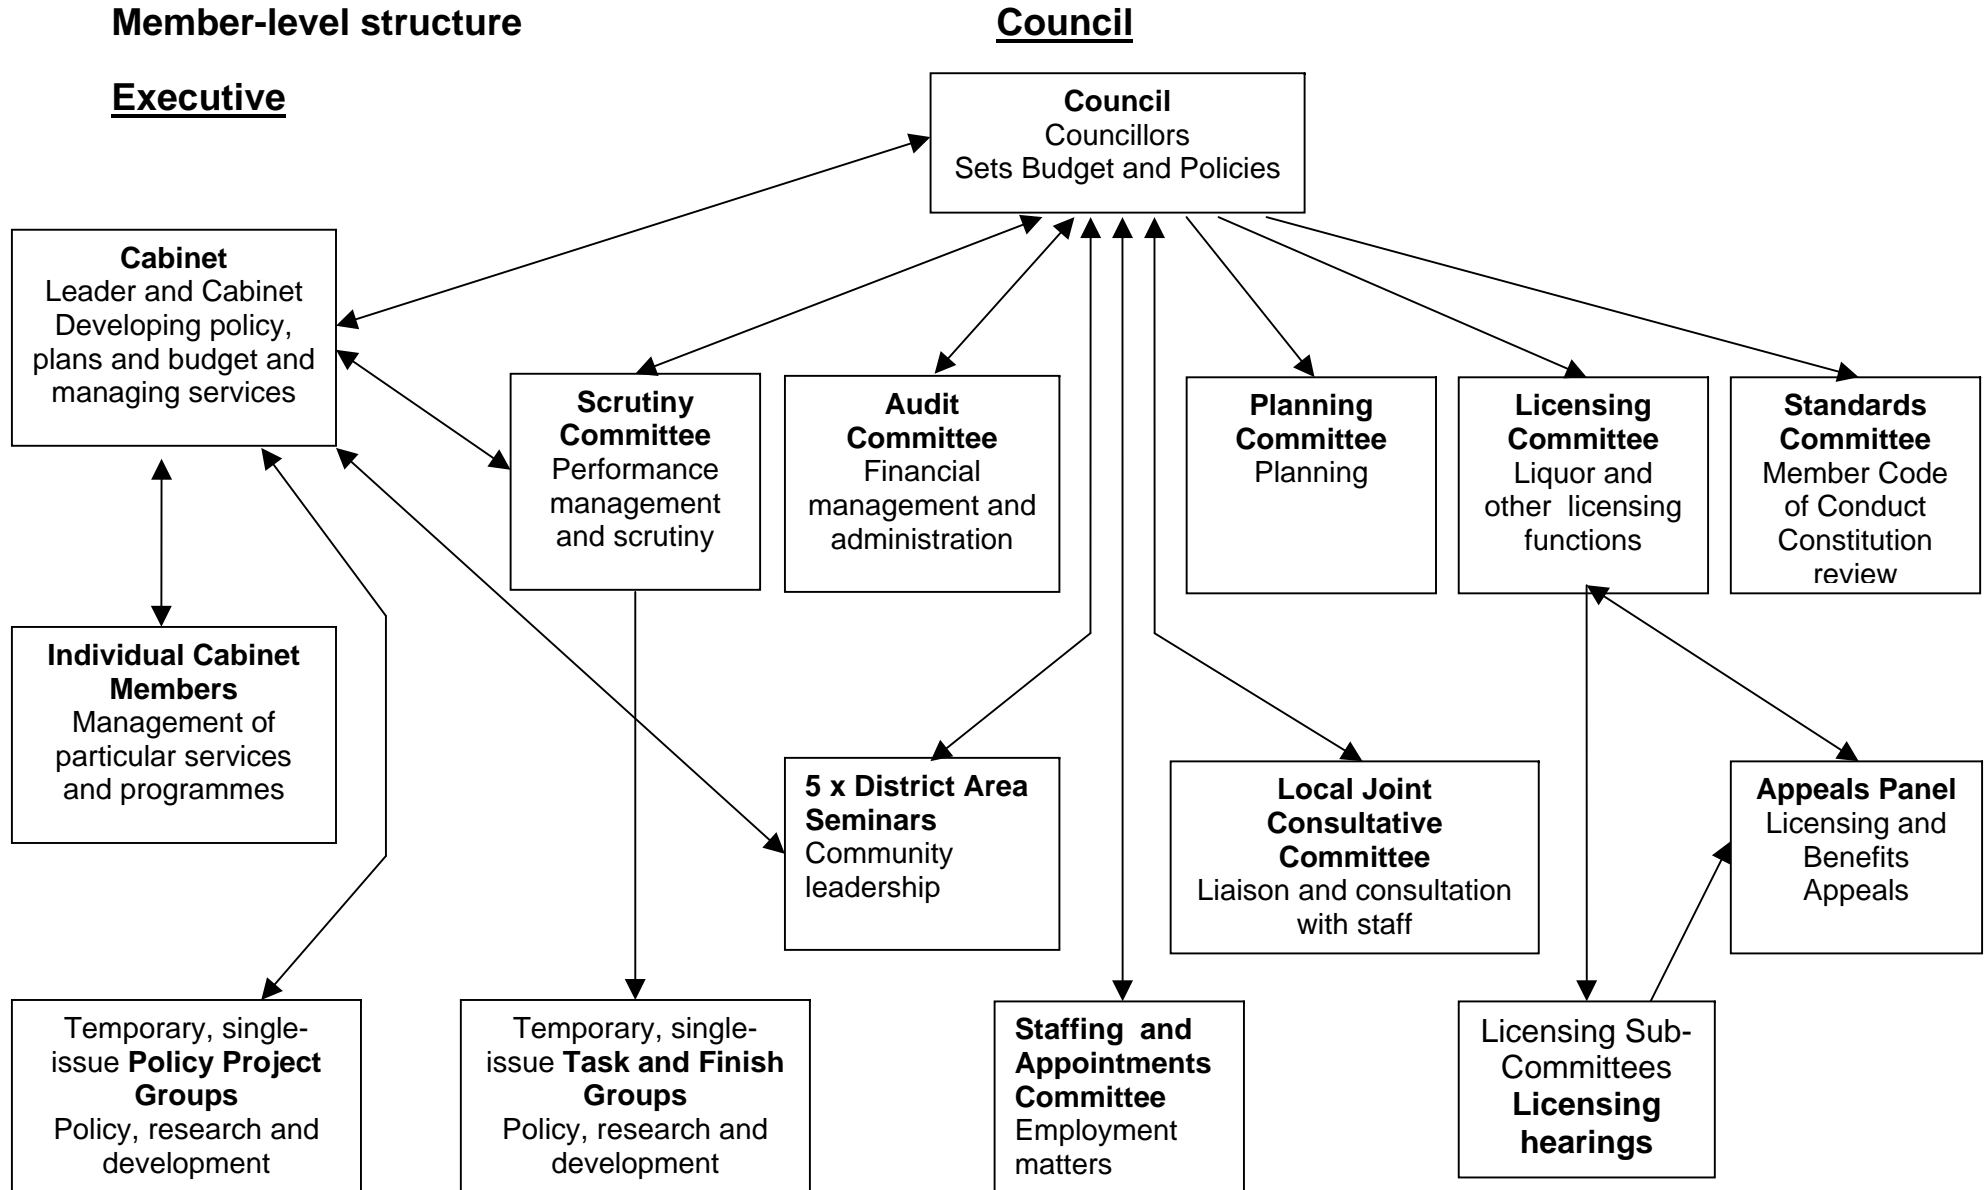 Member-level structure
Council
Executive
Council
Councillors
Sets Budget and Policies
Cabinet
Leader and Cabinet
Developing policy,
plans and budget and
managing services
Scrutiny
Committee
Performance
management
and scrutiny
Audit
Committee
Financial
management and
administration
Planning
Committee
Planning
Licensing
Committee
Liquor and
other licensing
functions
Standards
Committee
Member Code
of Conduct
Constitution
review
Individual Cabinet
Members
Management of
particular services
and programmes
5 x District Area
Seminars
Community
leadership
Local Joint
Consultative
Committee
Liaison and consultation
with staff
Appeals Panel
Licensing and
Benefits
Appeals
Temporary, single-
issue Policy Project
Groups
Policy, research and
development
Temporary, single-
issue Task and Finish
Groups
Policy, research and
development
Staffing and
Appointments
Committee
Employment
matters
Licensing Sub-
Committees
Licensing
hearings